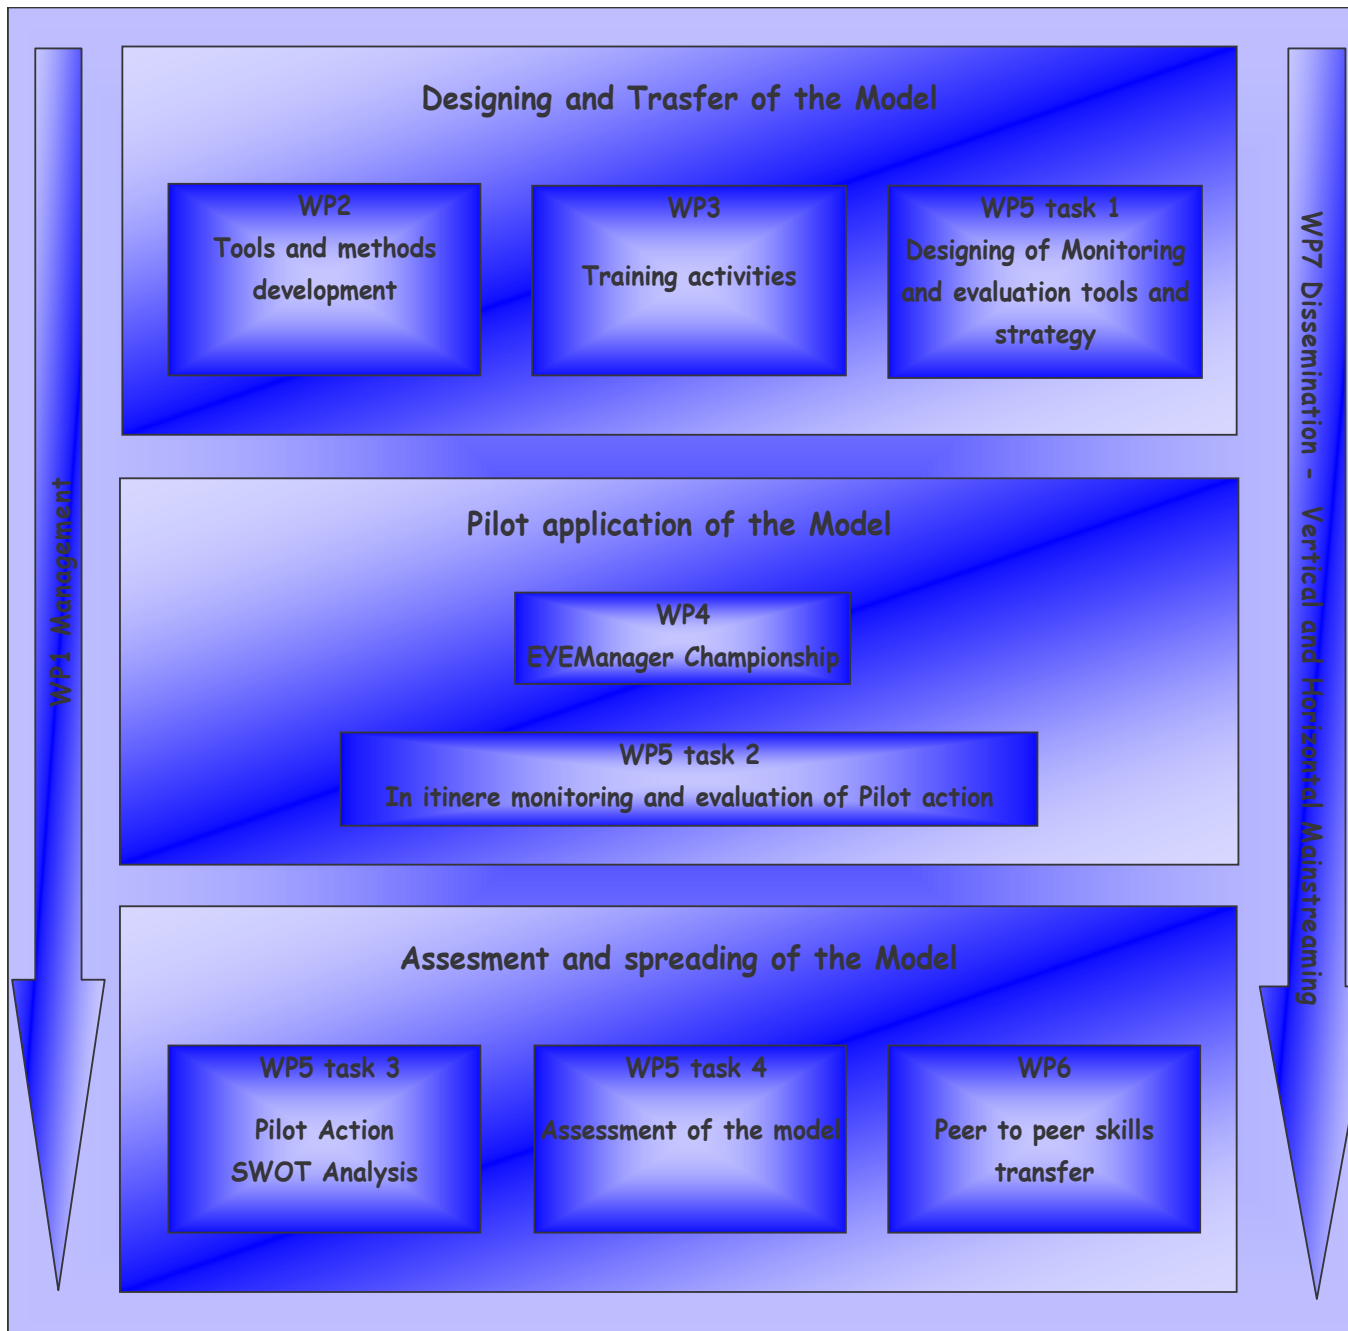 Designing and Trasfer of the Model
WP2
Tools and methods
development
WP3
Training activities
WP5 task 1
Designing of Monitoring
and evaluation tools and
strategy
WP1 Management
WP7 Dissemination - Vertical and Horizontal Mainstreaming
Pilot application of the Model
WP4
EYEManager Championship
WP5 task 2
In itinere monitoring and evaluation of Pilot action
Assesment and spreading of the Model
WP5 task 3
Pilot Action
SWOT Analysis
WP5 task 4
Assessment of the model
WP6
Peer to peer skills
transfer